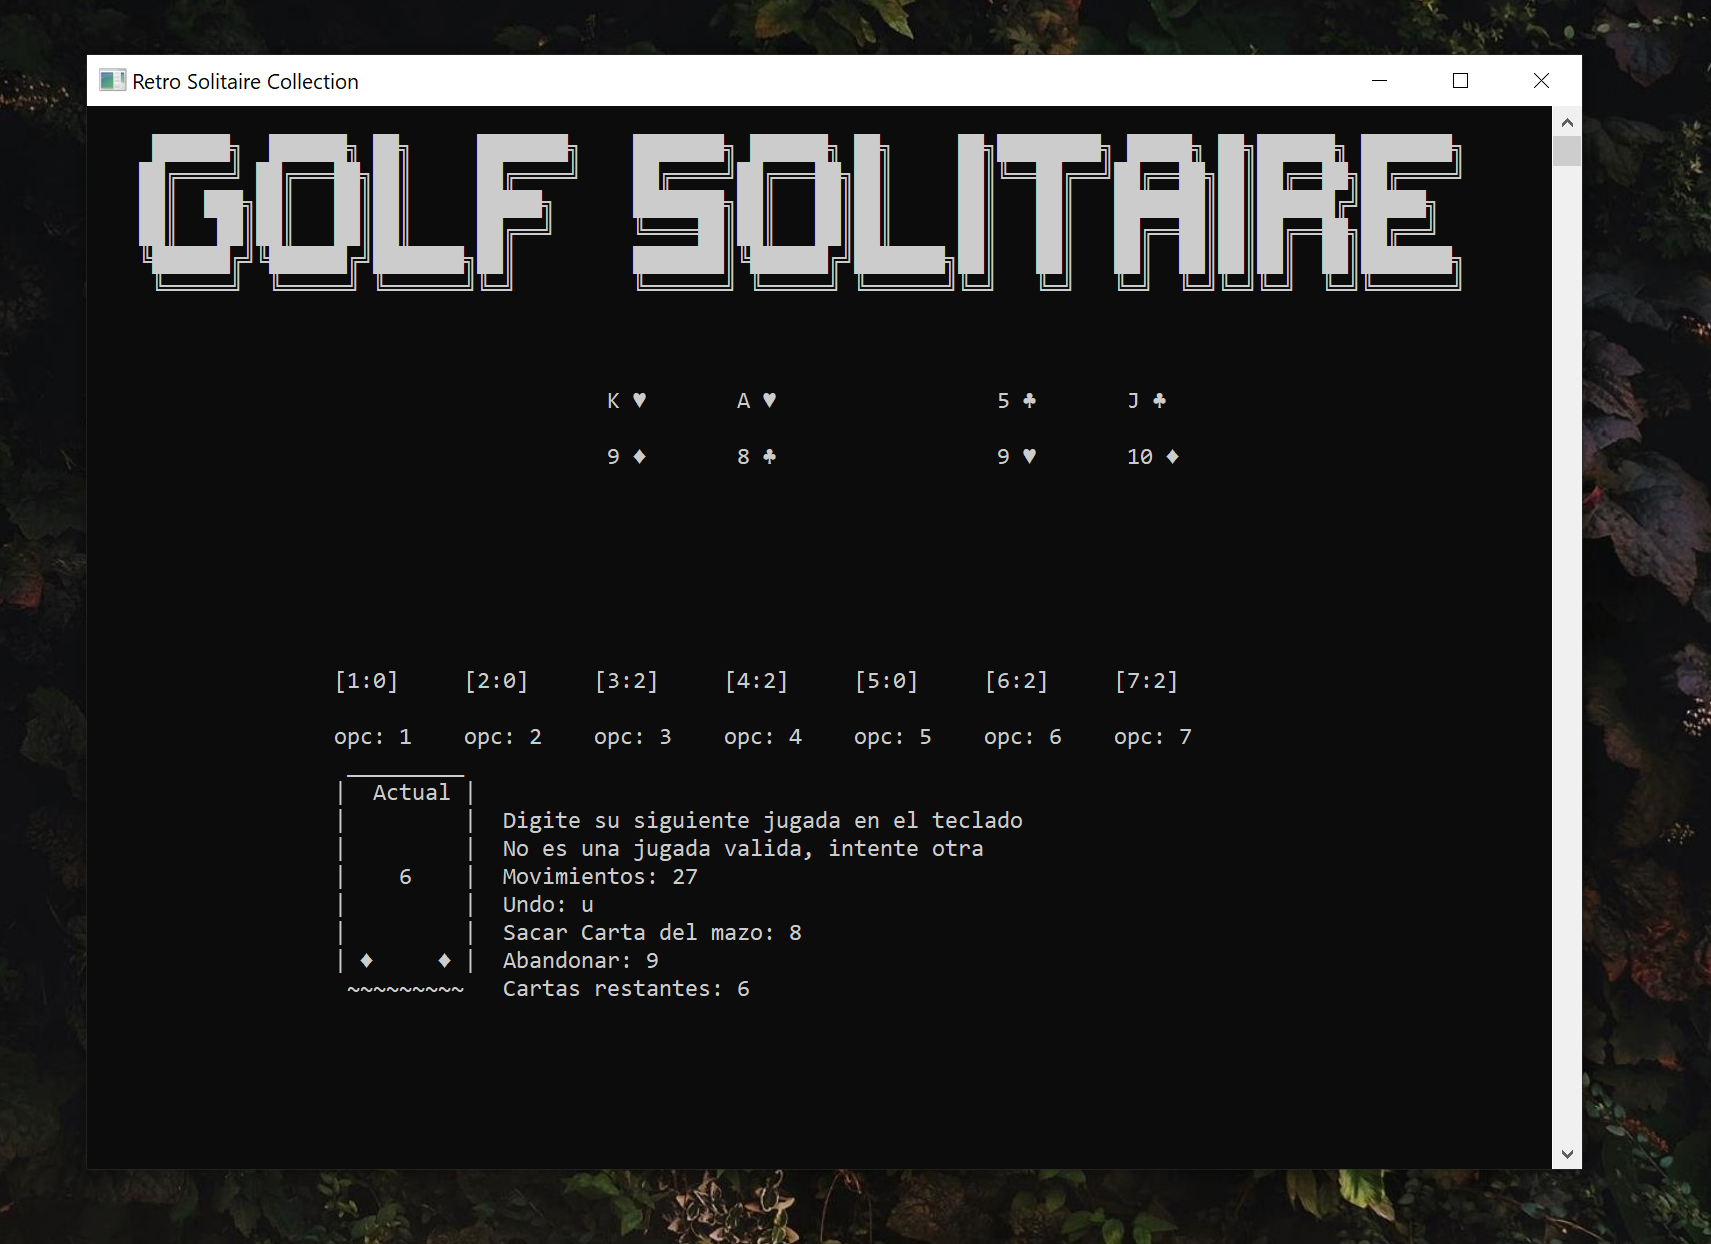 Retro Solitaire Collection
GOLF SOLITAIRE
K ♥ A ♥ 5 ♣ J ♣
9 ♦ 8 ♣ 9 ♥ 10 ♦
[1:0] [2:0] [3:2] [4:2] [5:0] [6:2] [7:2]
opc: 1 opc: 2 opc: 3 opc: 4 opc: 5 opc: 6 opc: 7
Actual
Digite su siguiente jugada en el teclado
No es una jugada valida, intente otra
6 Movimientos: 27
Undo: u
Sacar Carta del mazo: 8
♦ ♦ Abandonar: 9
~~~~~~~~~ Cartas restantes: 6